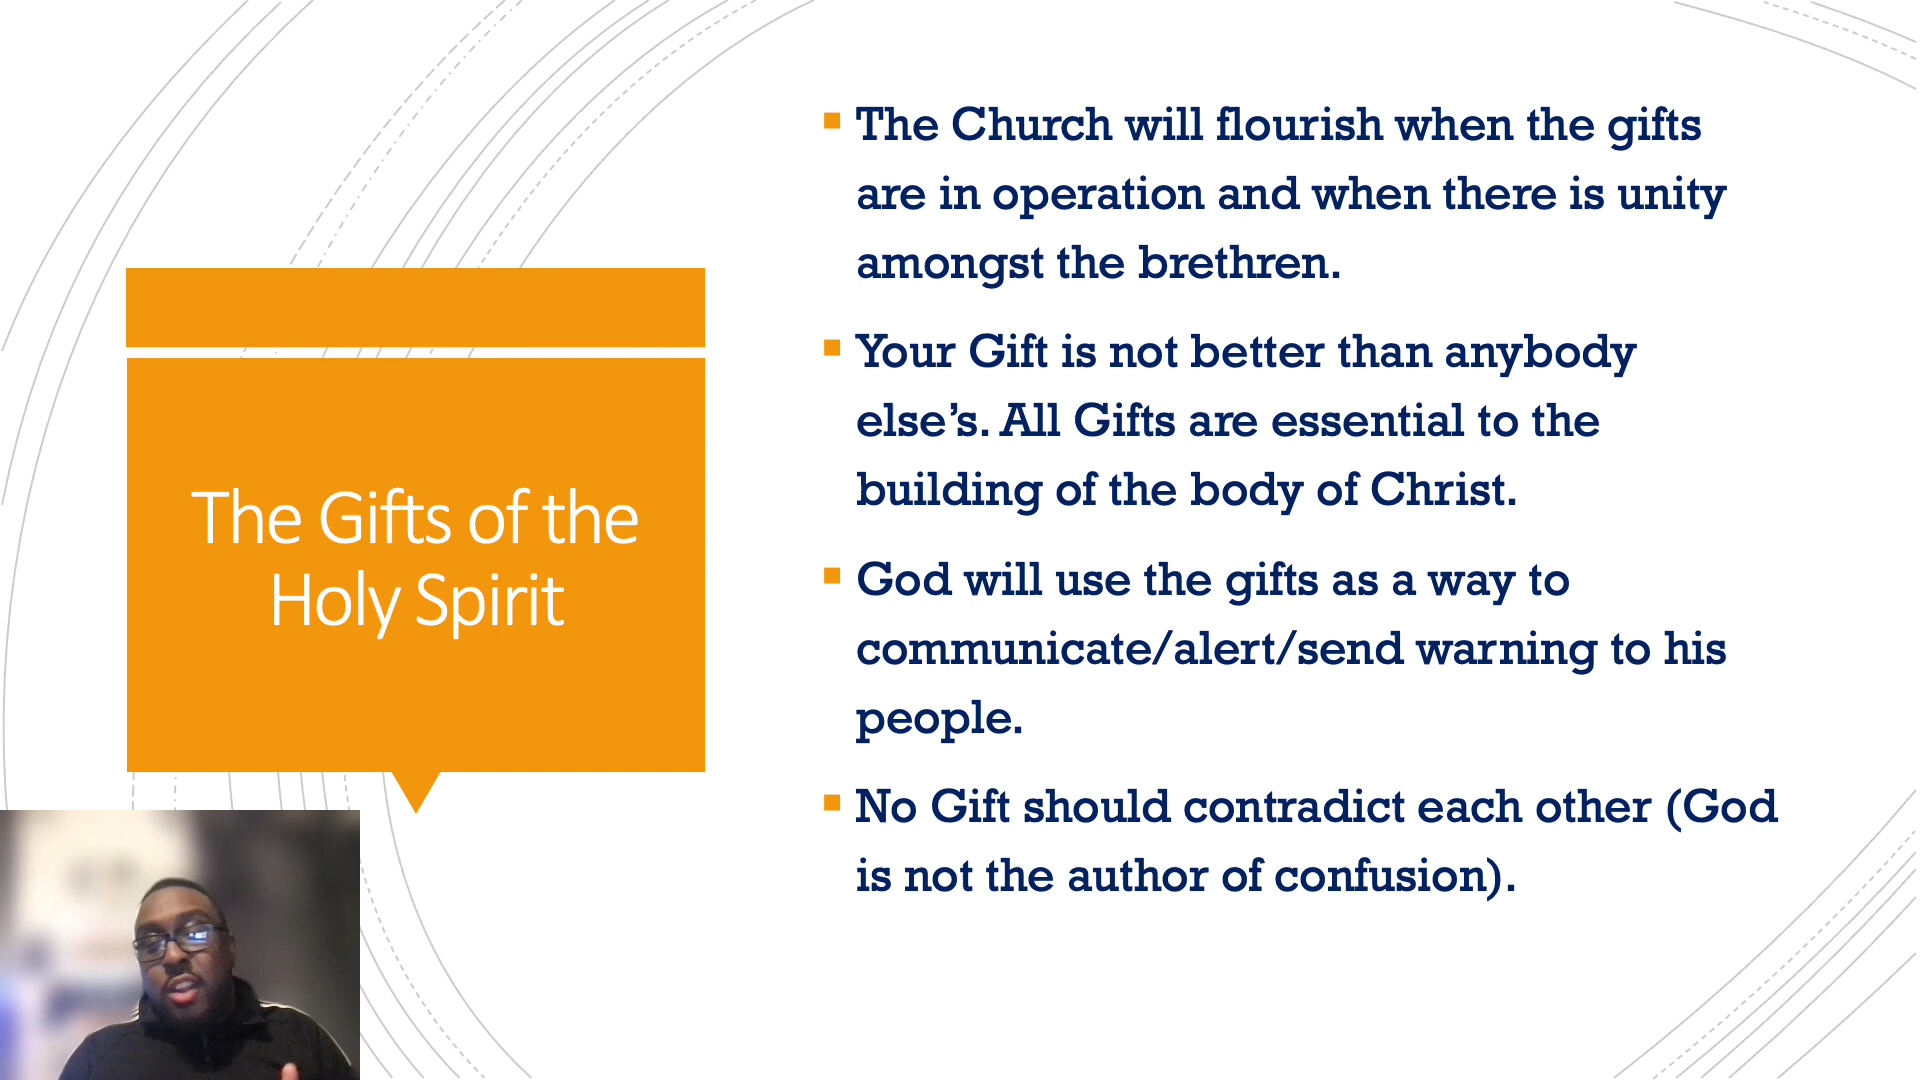 The Gifts of the
Holy Spirit
The Church will flourish when the gifts
are in operation and when there is unity
amongst the brethren.
Your Gift is not better than anybody
else’s. All Gifts are essential to the
building of the body of Christ.
God will use the gifts as a way to
communicate/alert/send warning to his
people.
No Gift should contradict each other (God
is not the author of confusion).